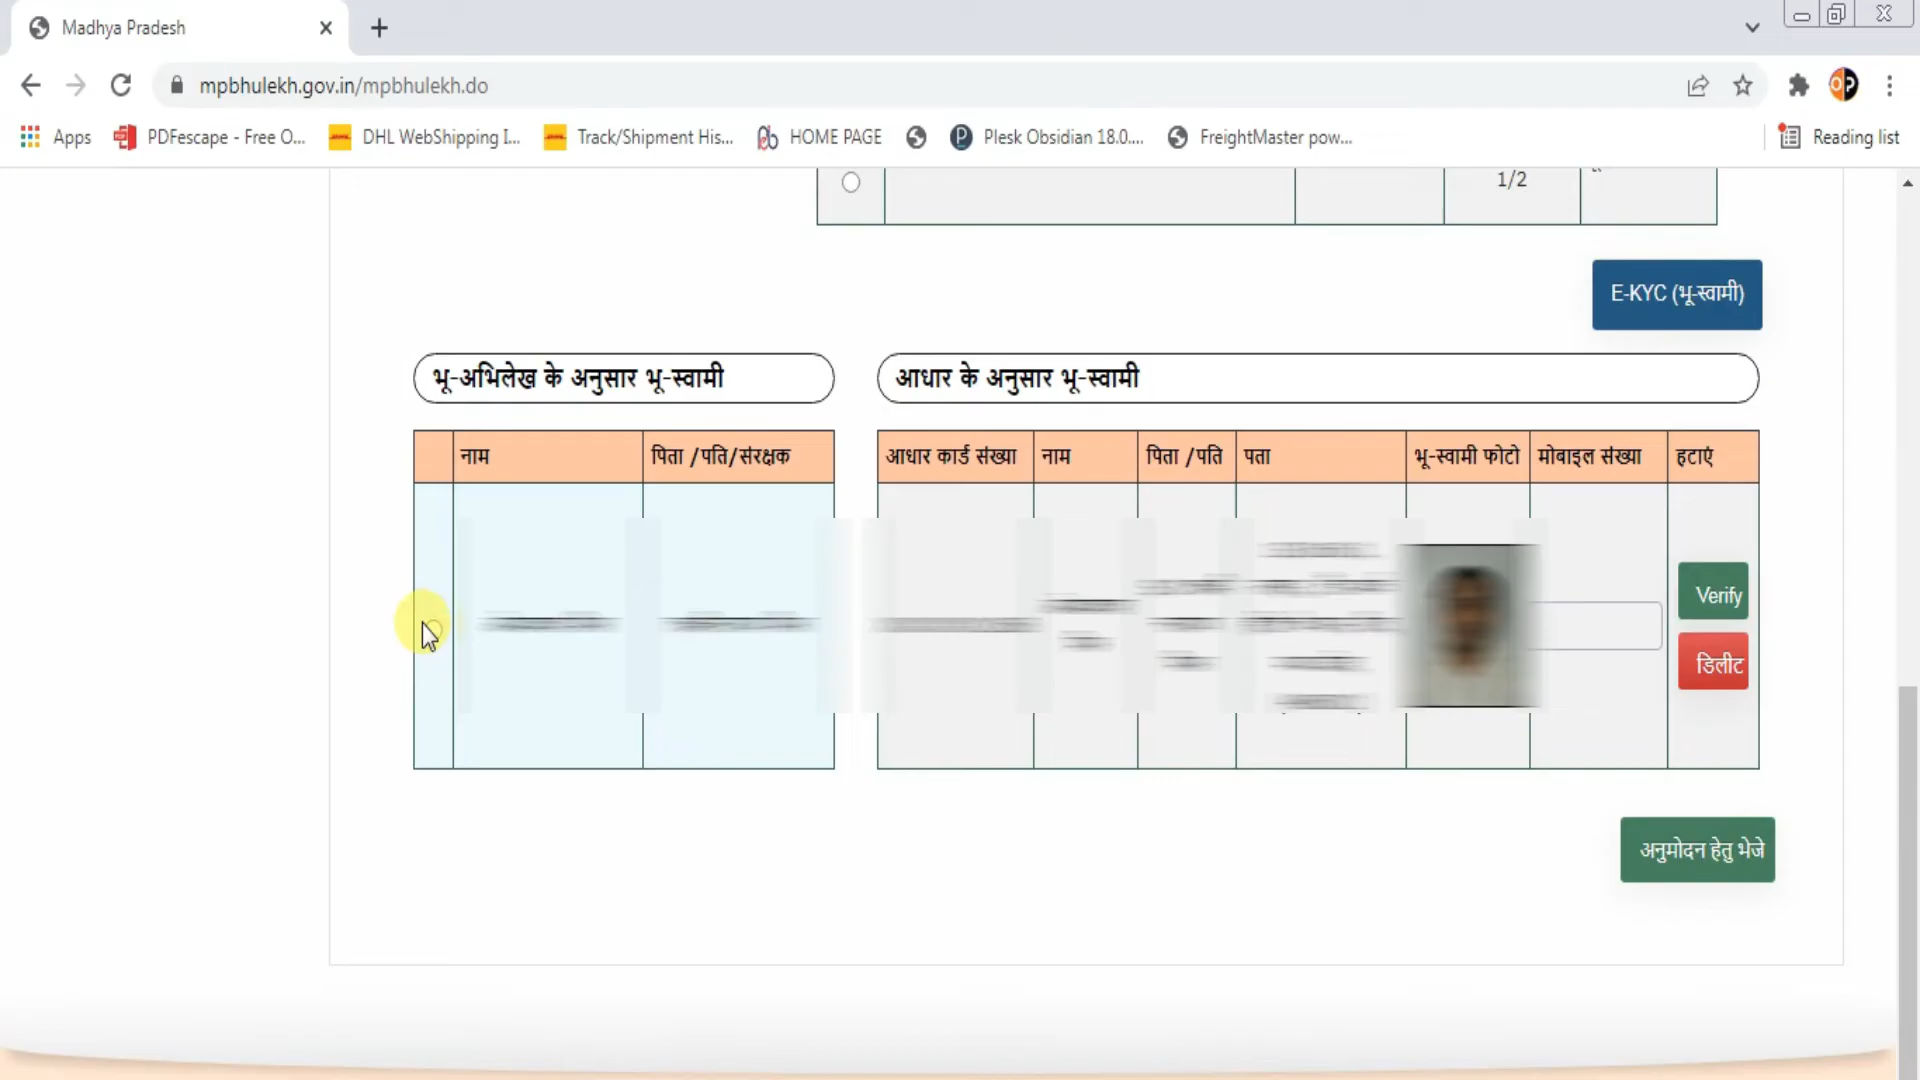 Madhya Pradesh
mpbhulekh.gov.in/mpbhulekh.do
Apps PDFescape - Free O... DHL WebShipping I... Track/Shipment His... HOME PAGE Plesk Obsidian 18.0.... FreightMaster pow... Reading list
1/2
E-KYC (भू-स्वामी)
भू-अभिलेख के अनुसार भू-स्वामी आधार के अनुसार भू-स्वामी
नाम पिता /पति/संरक्षक आधार कार्ड संख्या नाम पिता /पति पता भू-स्वामी फोटो मोबाइल संख्या हटाएं
Verify
डिलीट
अनुमोदन हेतु भेजे